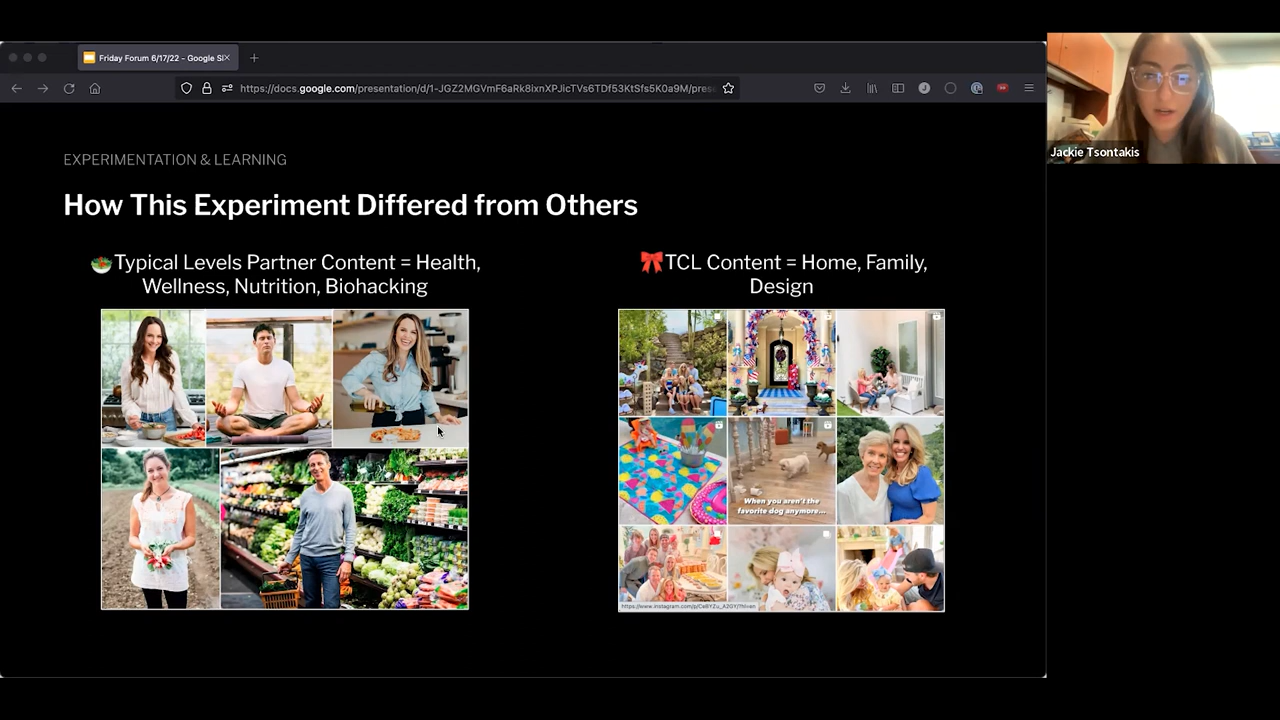 Friday Forum 6/17/22 - Google Sl
https://docs.google.com/presentation/d/1-JGZ2MGVmF6aRk8ixnXPJicTVs6TDf53KtSfs5K0a9M/pres
Jackie Tsontakis
EXPERIMENTATION & LEARNING
How This Experiment Differed from Others
Typical Levels Partner Content = Health,
Wellness, Nutrition, Biohacking
TCL Content = Home, Family,
Design
When you aren't the
favorite dog anymore...